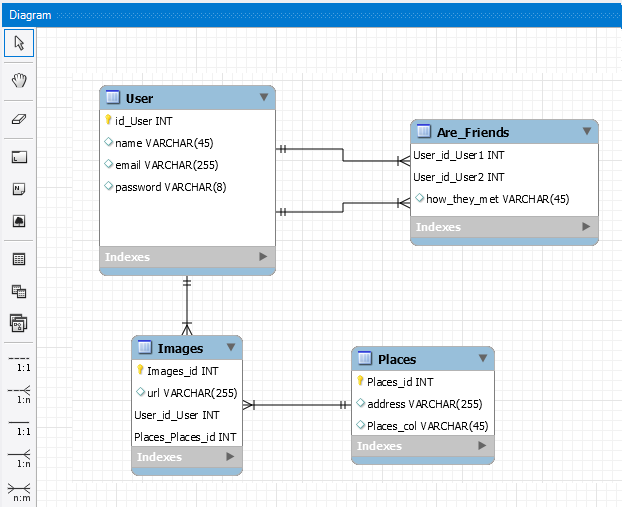 Diagram
User
id_User INT
name VARCHAR(45)
email VARCHAR(255)
password VARCHAR(8)
Indexes
Are_Friends
User_id_User1 INT
User_id_User2 INT
how_they_met VARCHAR(45)
Indexes
Images
Images_id INT
url VARCHAR(255)
User_id_User INT
Places_Places_id INT
Indexes
Places
Places_id INT
address VARCHAR(255)
Places_col VARCHAR(45)
Indexes
1:1
1:n
1:1
1:n
n:m